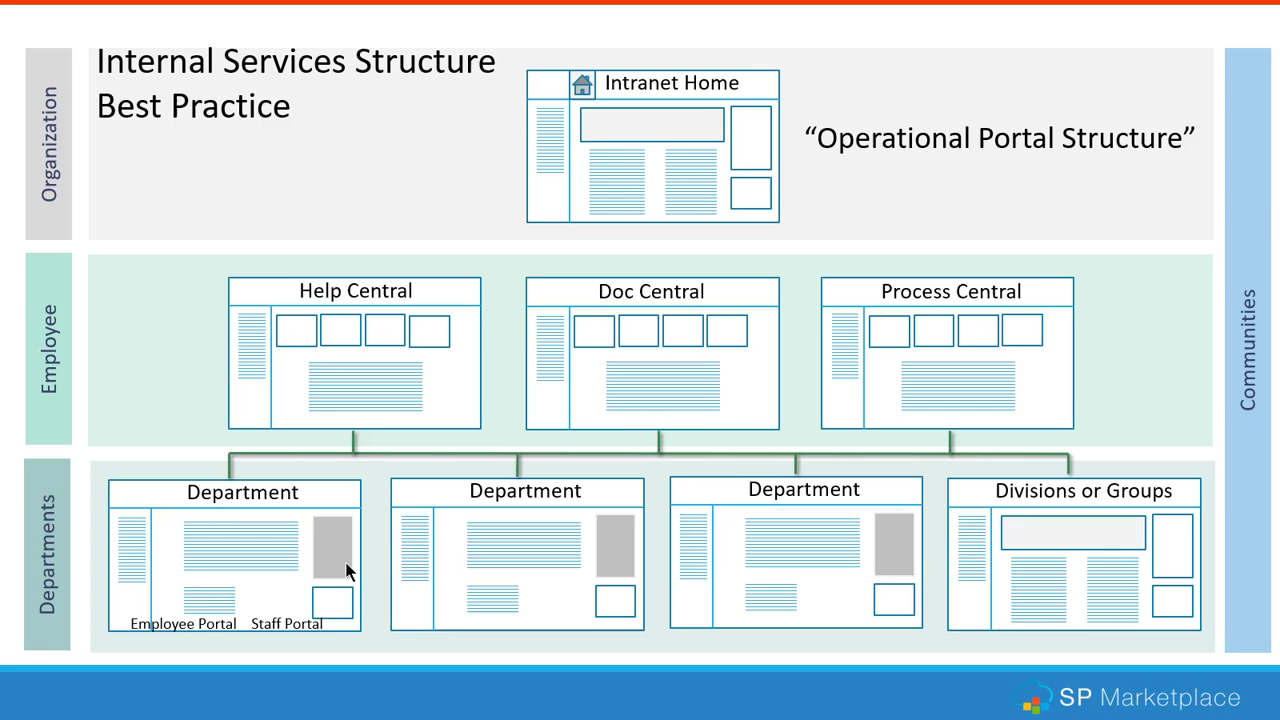 Internal Services Structure
Best Practice
Intranet Home
“Operational Portal Structure”
Organization
Help Central
Doc Central
Process Central
Employee
Communities
Department
Department
Department
Divisions or Groups
Departments
Employee Portal Staff Portal
SP Marketplace